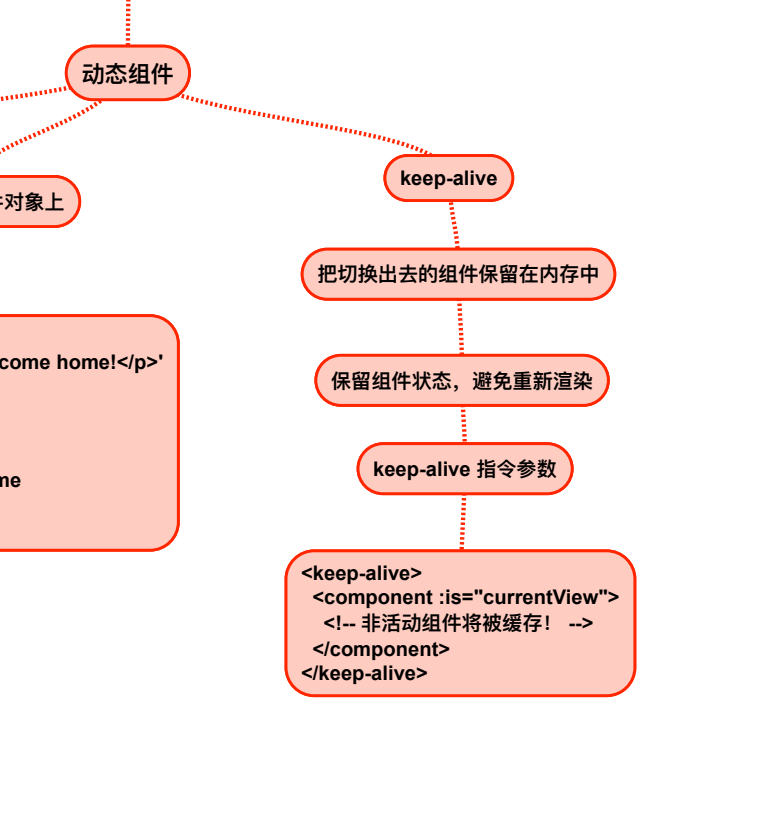 动态组件
keep-alive
对象上
把切换出去的组件保留在内存中
come home!</p>'
保留组件状态，避免重新渲染
keep-alive 指令参数
me
<keep-alive>
<component :is="currentView">
<!-- 非活动组件将被缓存！ -->
</component>
</keep-alive>